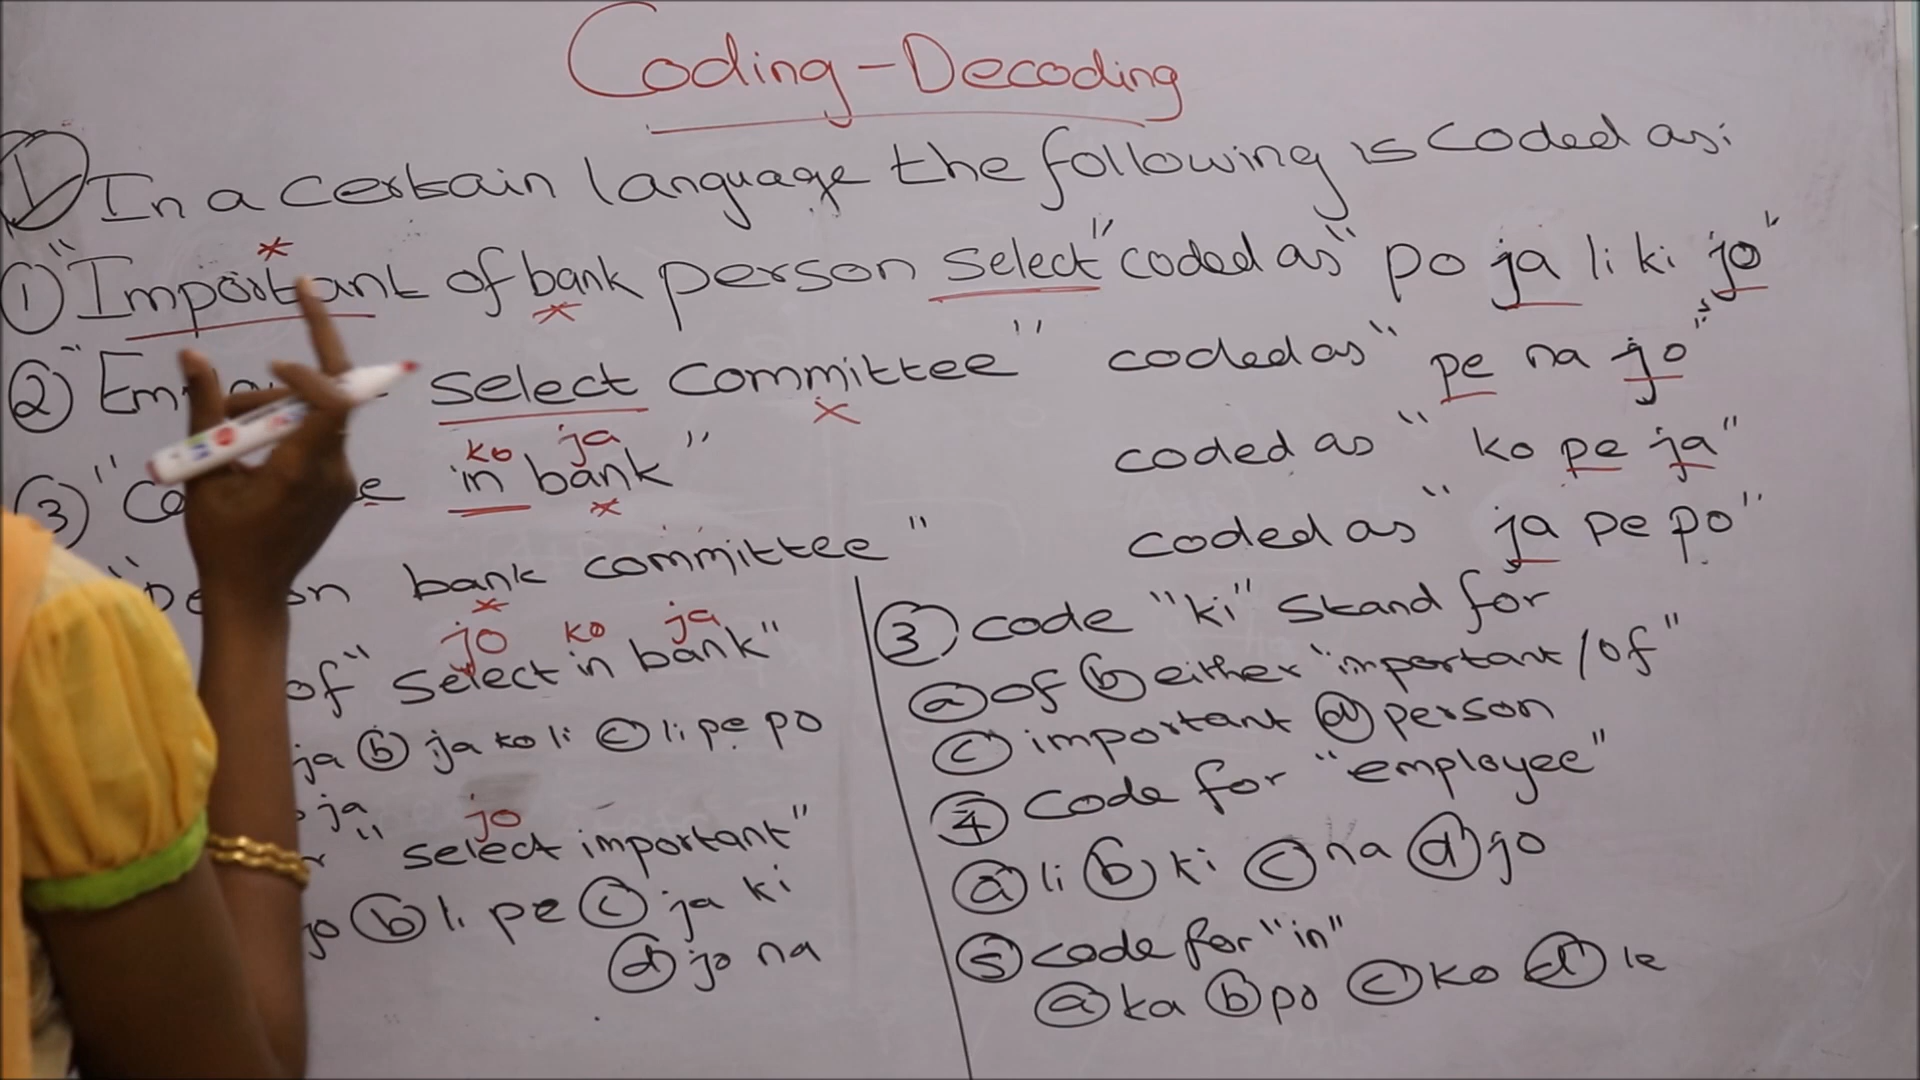 Coding-Decoding
1 In a certain language the following is coded as:
① "Important of bank person select" coded as "po ja li ki jo"
② "Em select committee" coded as "pe na jo"
ko ja
③ "Co e in bank" coded as "ko pe ja"
"pe on bank committee" coded as "ja pe po"
jo ko ja
of "select in bank"
ja ⓑ ja ko li ⓒ li pe po
ja jo
"select important"
jo ⓑ li pe ⓒ ja ki
ⓓ jo na
③ code "ki" stand for
ⓐ of ⓑ either "important/of"
ⓒ important ⓓ person
④ Code for "employee"
ⓐ li ⓑ ki ⓒ na ⓓ jo
⑤ code for "in"
ⓐ ka ⓑ po ⓒ ko ⓓ le